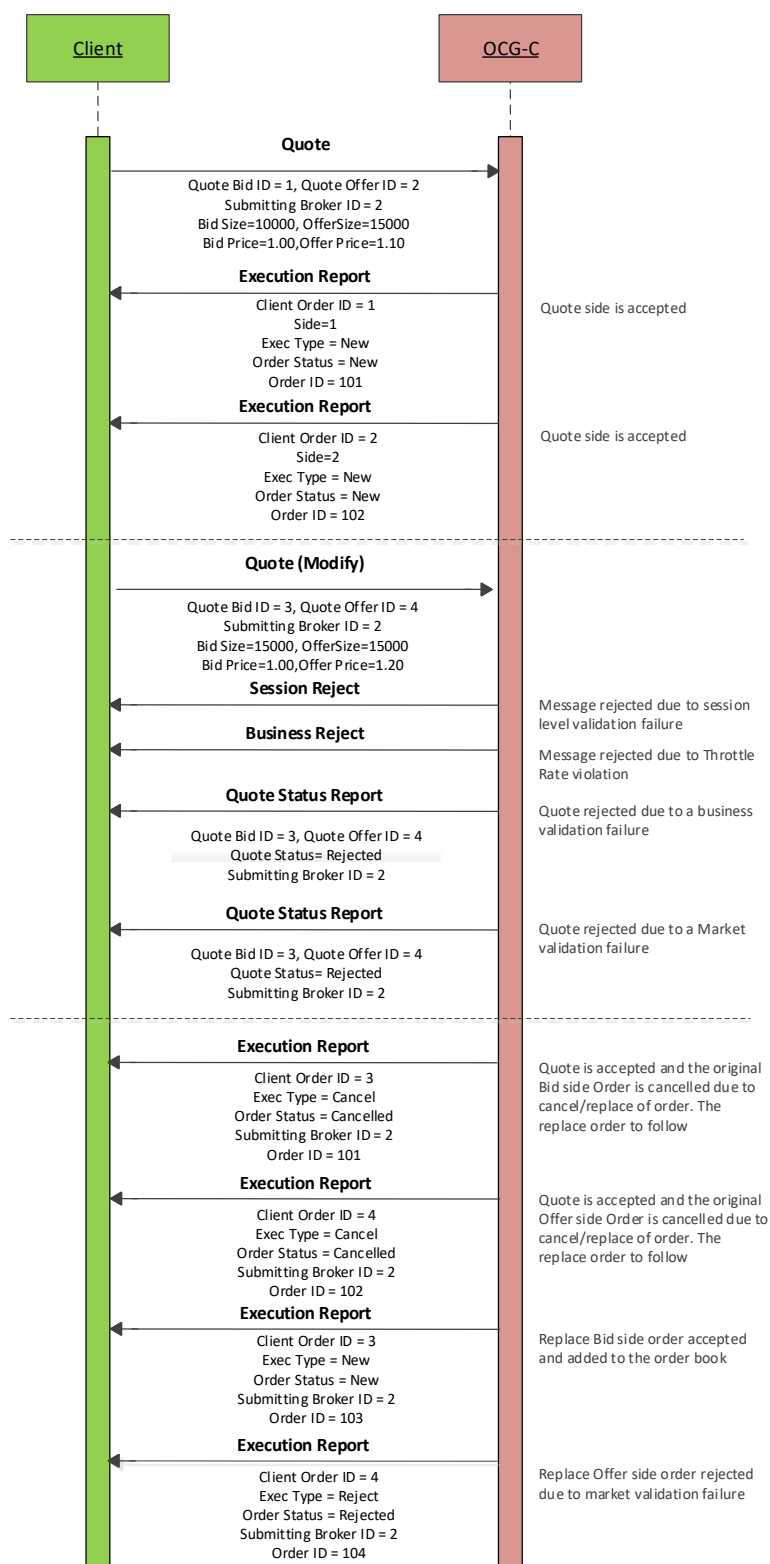 Client
OCG-C
Quote
Quote Bid ID = 1, Quote Offer ID = 2
Submitting Broker ID = 2
Bid Size=10000, OfferSize=15000
Bid Price=1.00,Offer Price=1.10
Execution Report
Client Order ID = 1
Side=1
Exec Type = New
Order Status = New
Order ID = 101
Quote side is accepted
Execution Report
Client Order ID = 2
Side=2
Exec Type = New
Order Status = New
Order ID = 102
Quote side is accepted
Quote (Modify)
Quote Bid ID = 3, Quote Offer ID = 4
Submitting Broker ID = 2
Bid Size=15000, OfferSize=15000
Bid Price=1.00,Offer Price=1.20
Session Reject
Message rejected due to session
level validation failure
Business Reject
Message rejected due to Throttle
Rate violation
Quote Status Report
Quote Bid ID = 3, Quote Offer ID = 4
Quote Status= Rejected
Submitting Broker ID = 2
Quote rejected due to a business
validation failure
Quote Status Report
Quote Bid ID = 3, Quote Offer ID = 4
Quote Status= Rejected
Submitting Broker ID = 2
Quote rejected due to a Market
validation failure
Execution Report
Client Order ID = 3
Exec Type = Cancel
Order Status = Cancelled
Submitting Broker ID = 2
Order ID = 101
Quote is accepted and the original
Bid side Order is cancelled due to
cancel/replace of order. The
replace order to follow
Execution Report
Client Order ID = 4
Exec Type = Cancel
Order Status = Cancelled
Submitting Broker ID = 2
Order ID = 102
Quote is accepted and the original
Offer side Order is cancelled due to
cancel/replace of order. The
replace order to follow
Execution Report
Client Order ID = 3
Exec Type = New
Order Status = New
Submitting Broker ID = 2
Order ID = 103
Replace Bid side order accepted
and added to the order book
Execution Report
Client Order ID = 4
Exec Type = Reject
Order Status = Rejected
Submitting Broker ID = 2
Order ID = 104
Replace Offer side order rejected
due to market validation failure